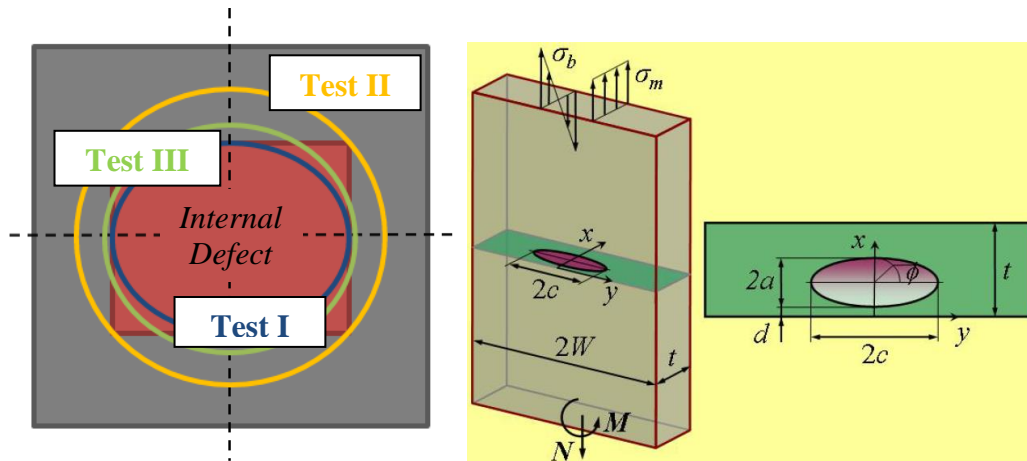 Test II
Test III
Internal
Defect
Test I
σb
σm
x
2c
y
2W
t
M
N
x
ϕ
2a
t
d
y
2c